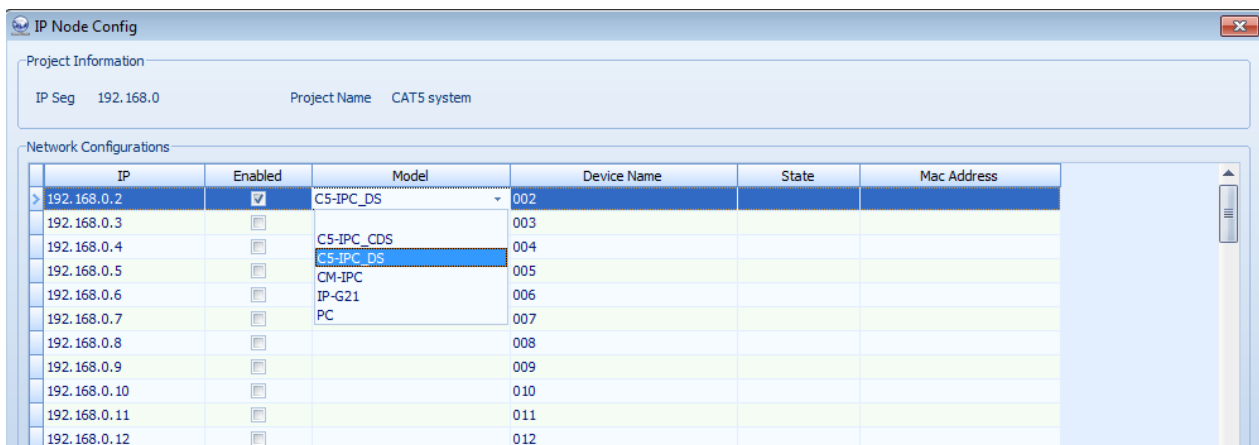 IP Node Config
Project Information
IP Seg 192.168.0 Project Name CAT5 system
Network Configurations
IP Enabled Model Device Name State Mac Address
192.168.0.2 C5-IPC_DS 002
192.168.0.3 003
C5-IPC_CDS
192.168.0.4 004
C5-IPC_DS
192.168.0.5 005
CM-IPC
192.168.0.6 IP-G21 006
192.168.0.7 PC 007
192.168.0.8 008
192.168.0.9 009
192.168.0.10 010
192.168.0.11 011
192.168.0.12 012